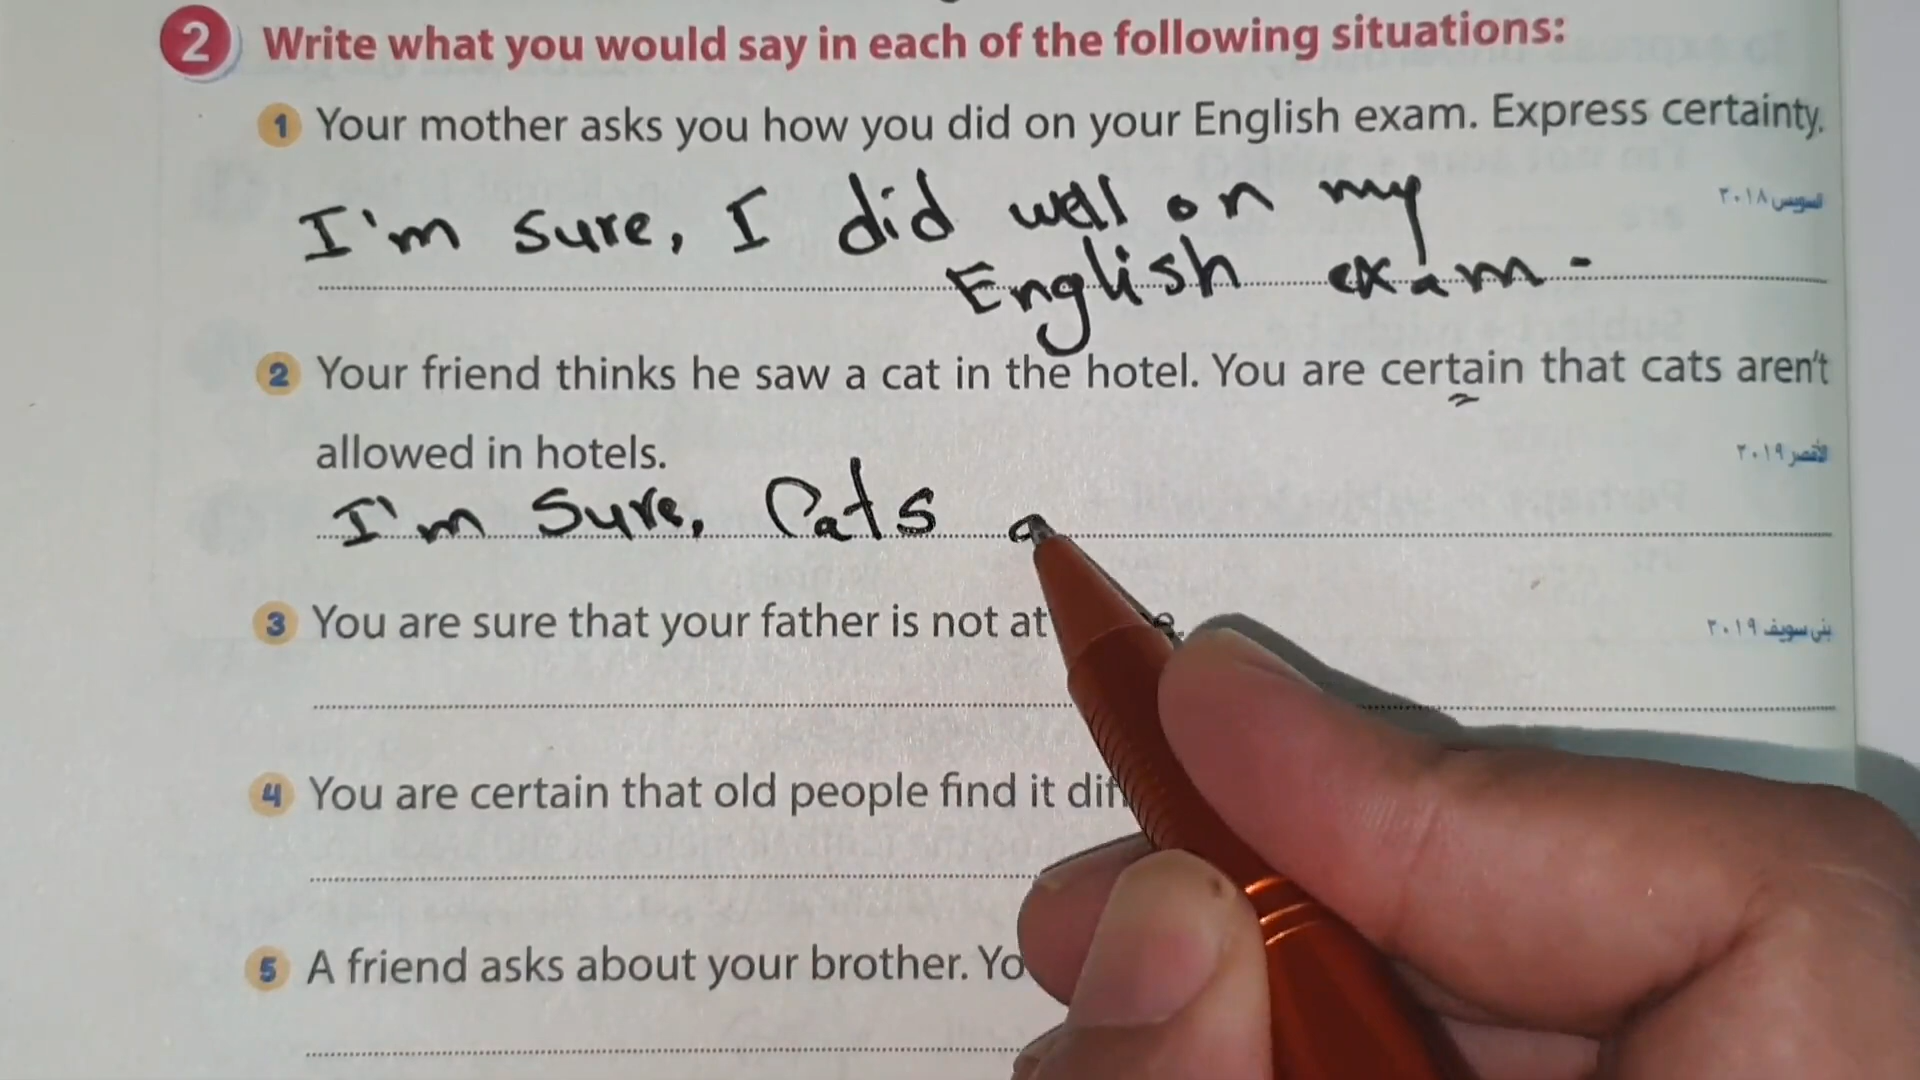 2 Write what you would say in each of the following situations:
1 Your mother asks you how you did on your English exam. Express certainty.
السويس ٢٠١٨
I'm sure, I did well on my
English exam.
2 Your friend thinks he saw a cat in the hotel. You are certain that cats aren't
allowed in hotels.
الأقصر ٢٠١٩
I'm Sure, Cats a
3 You are sure that your father is not at
بنى سويف ٢٠١٩
4 You are certain that old people find it dif
5 A friend asks about your brother. Yo